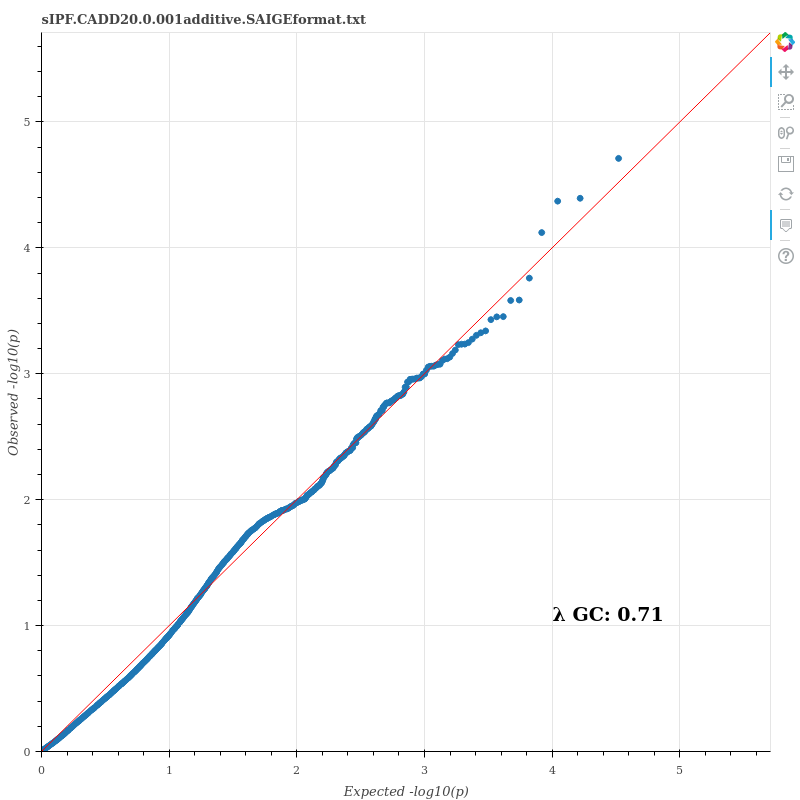 sIPF.CADD20.0.001additive.SAIGEformat.txt
5
4
3
2
1
0
Observed -log10(p)
λ GC: 0.71
0 1 2 3 4 5
Expected -log10(p)